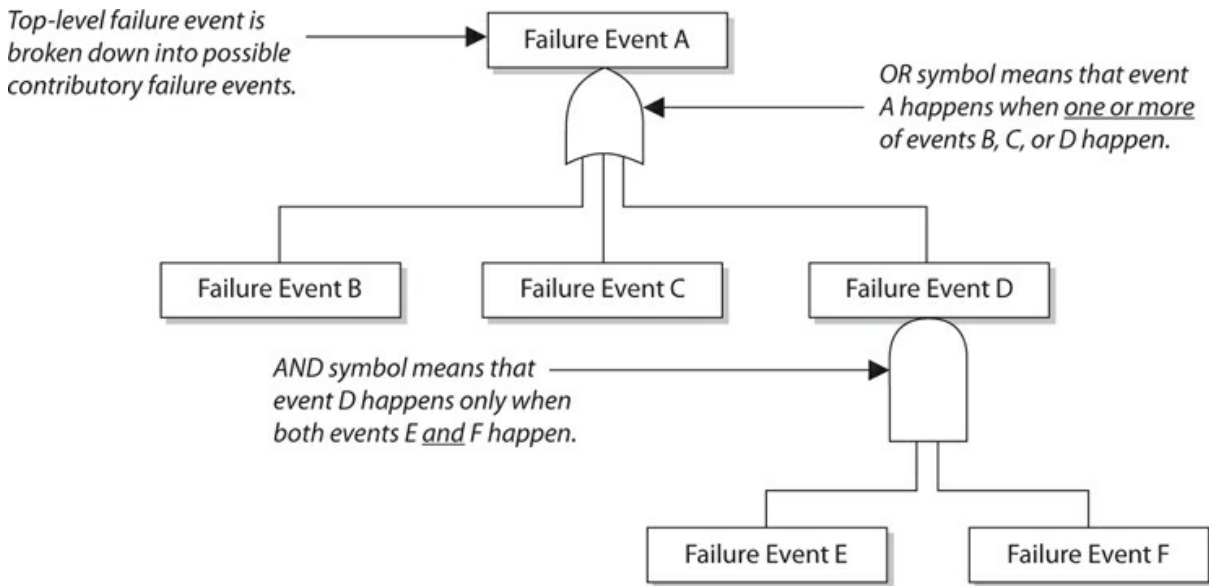 Top-level failure event is
broken down into possible
contributory failure events.
Failure Event A
OR symbol means that event
A happens when one or more
of events B, C, or D happen.
Failure Event B
Failure Event C
Failure Event D
AND symbol means that
event D happens only when
both events E and F happen.
Failure Event E
Failure Event F